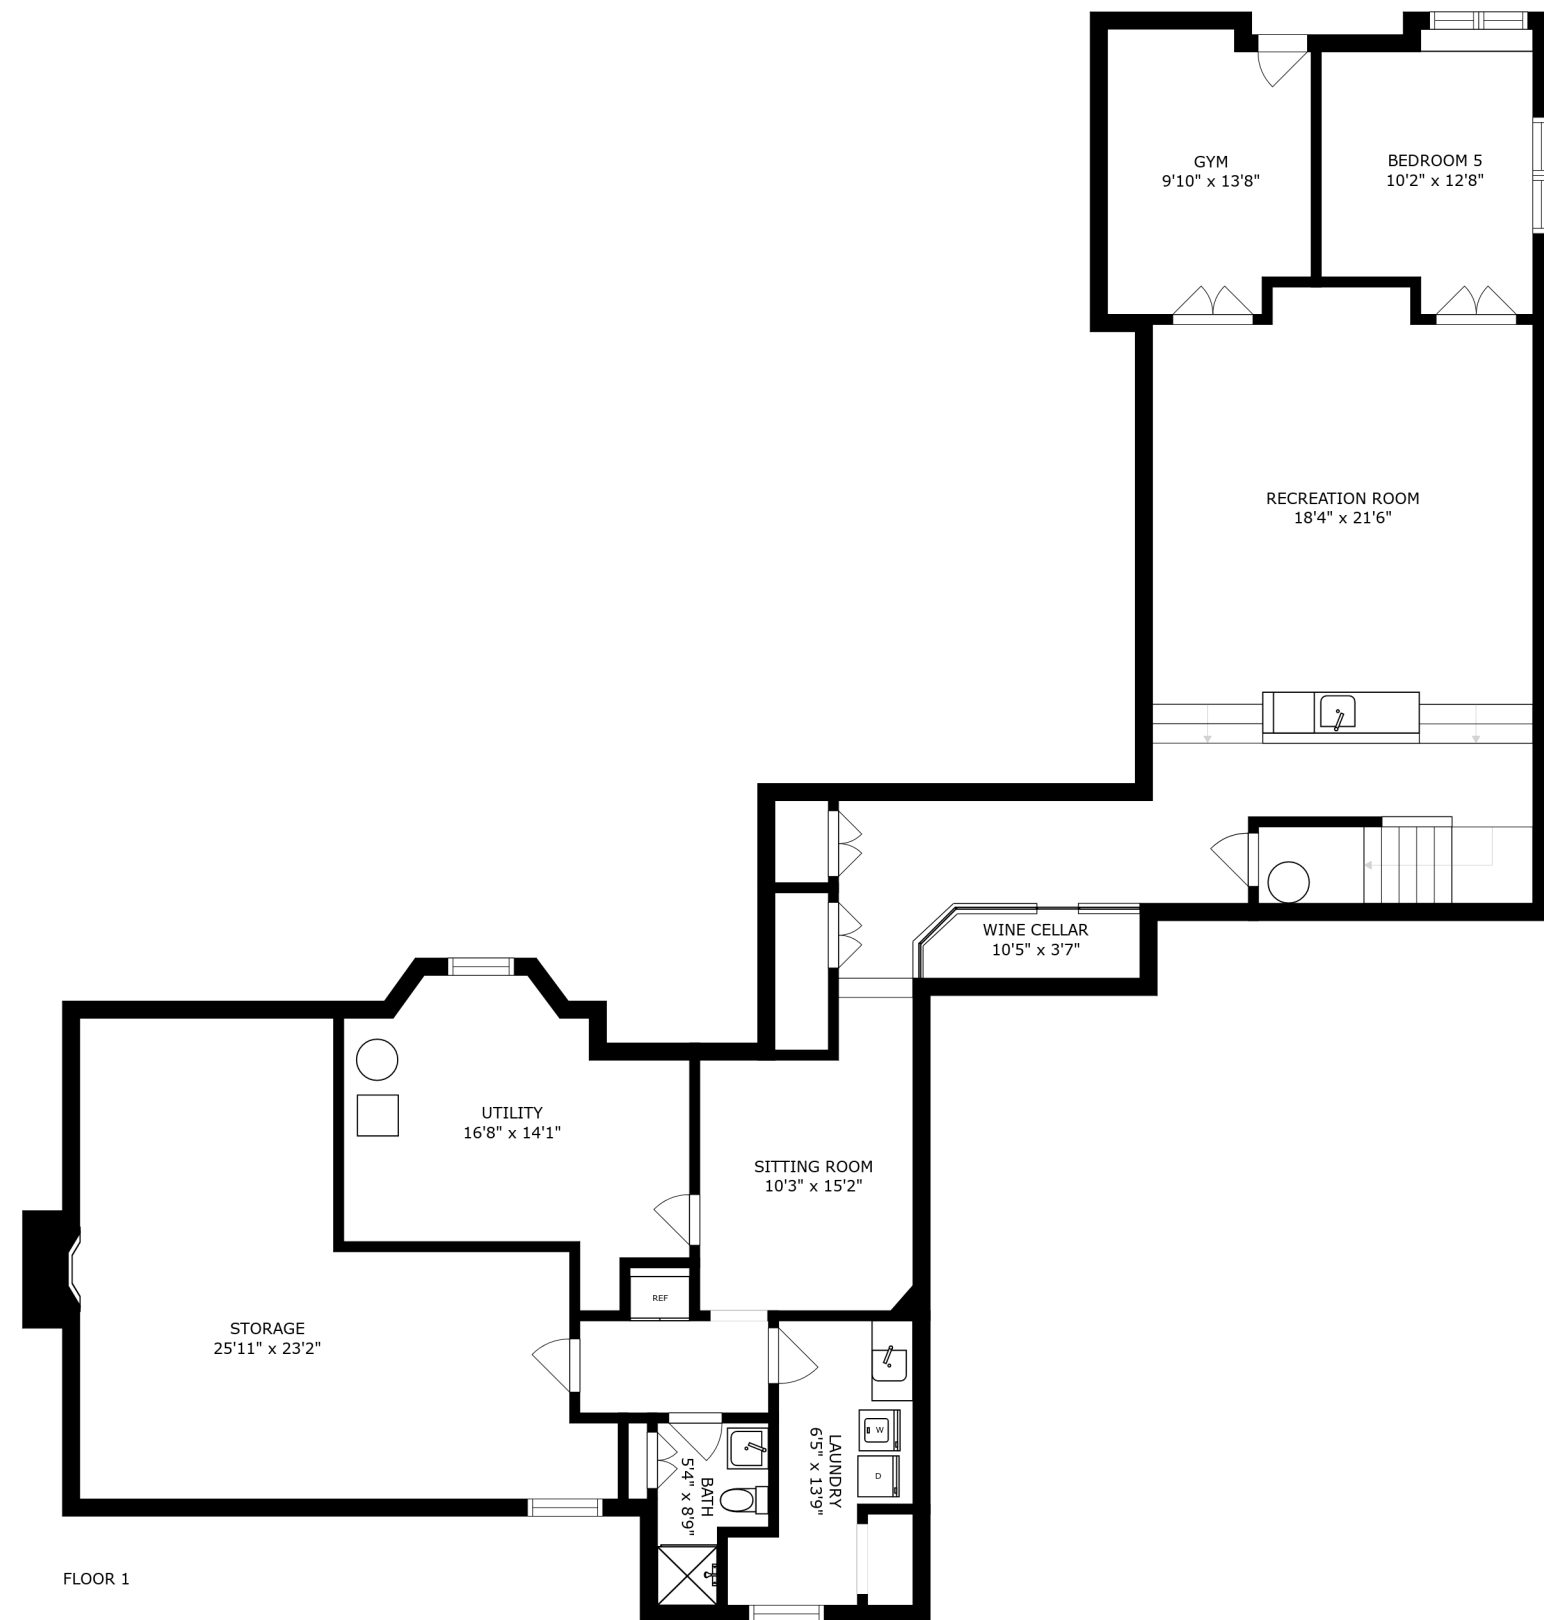 GYM
9'10" x 13'8"
BEDROOM 5
10'2" x 12'8"
RECREATION ROOM
18'4" x 21'6"
WINE CELLAR
10'5" x 3'7"
UTILITY
16'8" x 14'1"
SITTING ROOM
10'3" x 15'2"
REF
STORAGE
25'11" x 23'2"
W
D
LAUNDRY
6'5" x 13'9"
BATH
5'4" x 8'9"
FLOOR 1